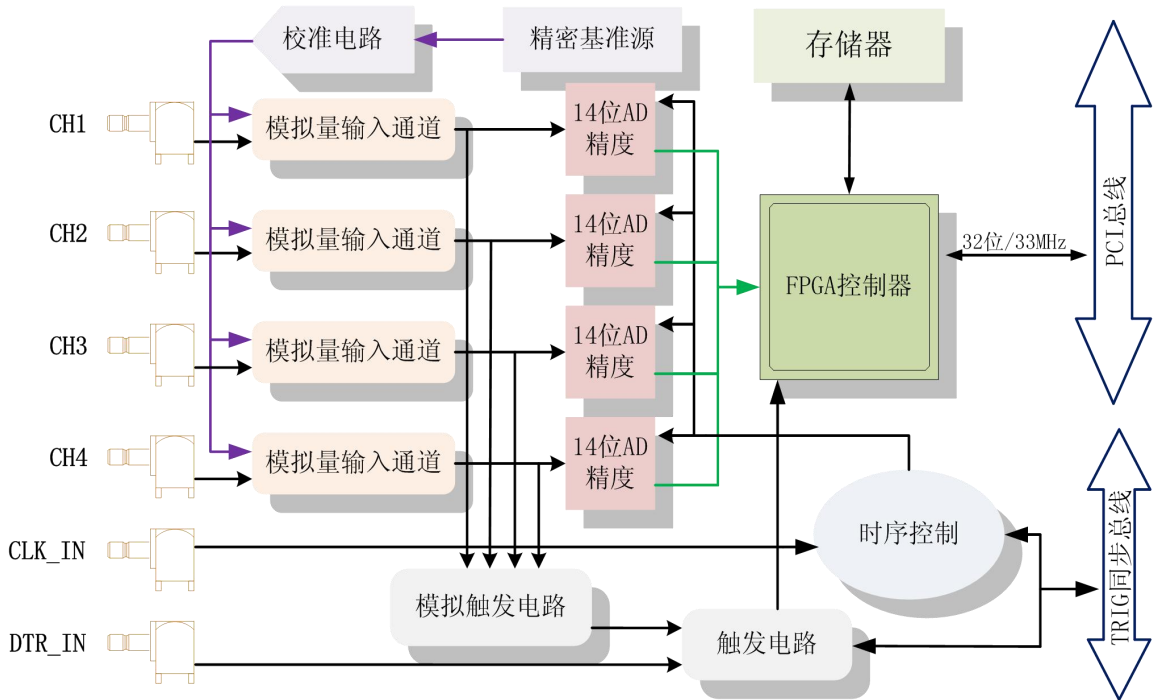 校准电路
精密基准源
存储器
CH1
模拟量输入通道
14位AD
精度
CH2
模拟量输入通道
14位AD
精度
32位/33MHz
PCI总线
FPGA控制器
CH3
模拟量输入通道
14位AD
精度
CH4
模拟量输入通道
14位AD
精度
CLK_IN
时序控制
TRIG同步总线
模拟触发电路
DTR_IN
触发电路